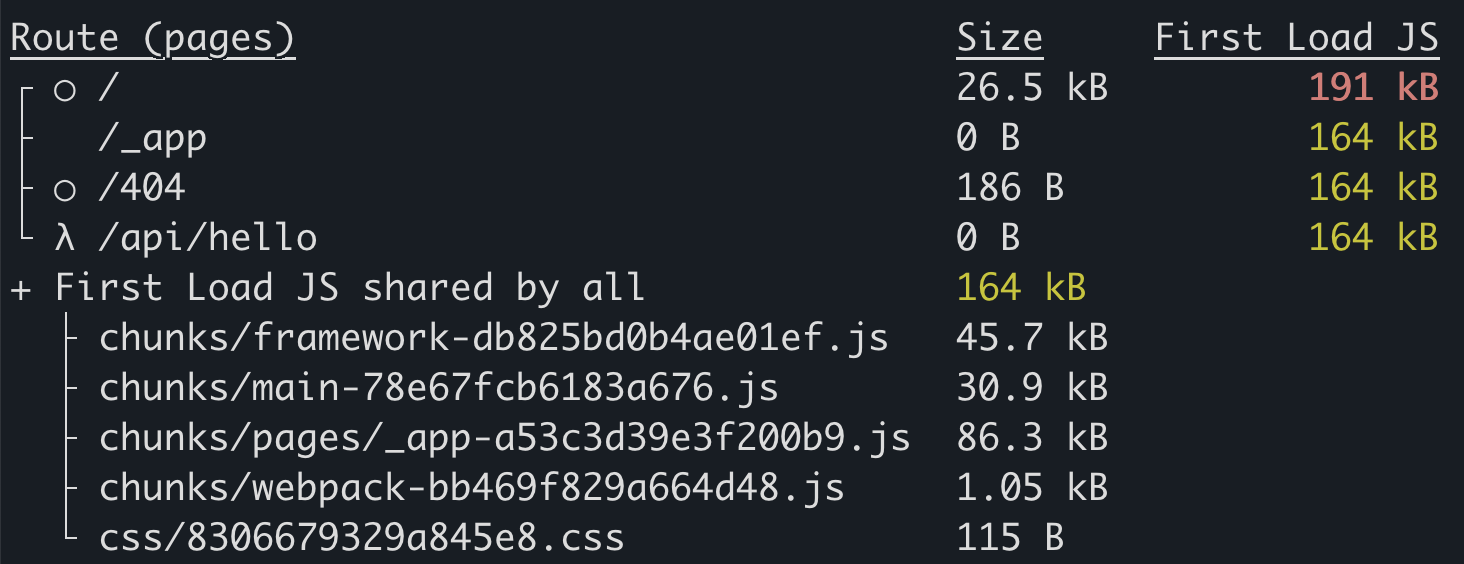 Route (pages) Size First Load JS
┌ ○ / 26.5 kB 191 kB
├   /_app 0 B 164 kB
├ ○ /404 186 B 164 kB
└ λ /api/hello 0 B 164 kB
+ First Load JS shared by all 164 kB
├ chunks/framework-db825bd0b4ae01ef.js 45.7 kB
├ chunks/main-78e67fcb6183a676.js 30.9 kB
├ chunks/pages/_app-a53c3d39e3f200b9.js 86.3 kB
├ chunks/webpack-bb469f829a664d48.js 1.05 kB
└ css/8306679329a845e8.css 115 B